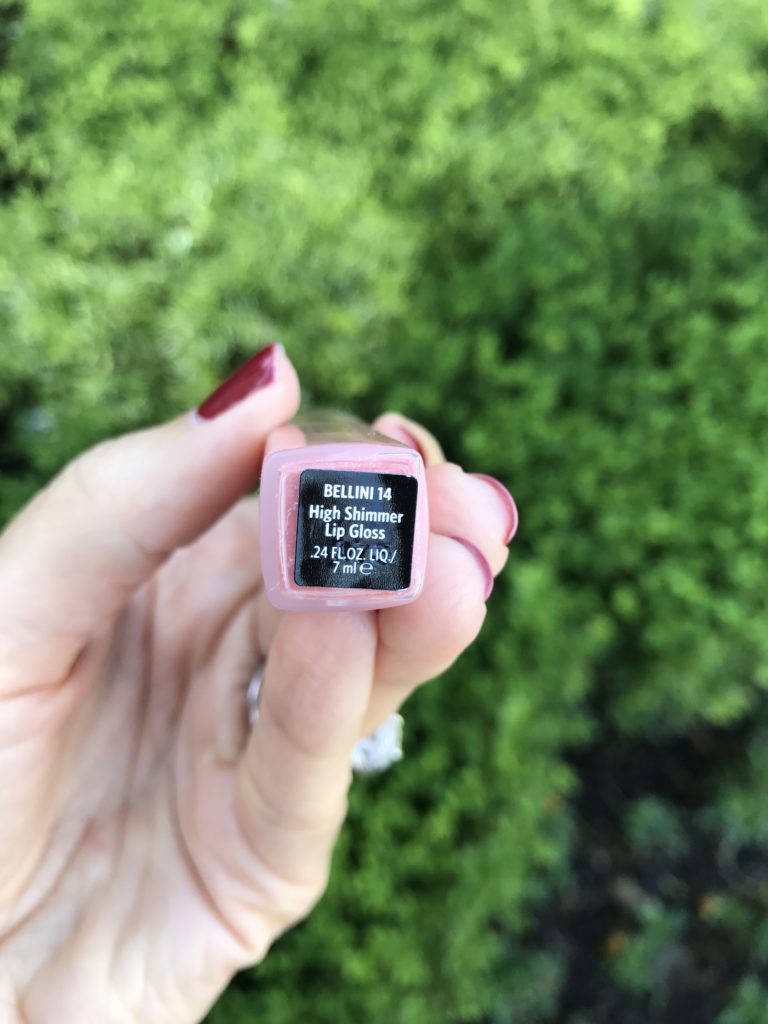 BELLINI 14
High Shimmer
Lip Gloss
.24 FL.OZ. LIQ./
7 ml ℮